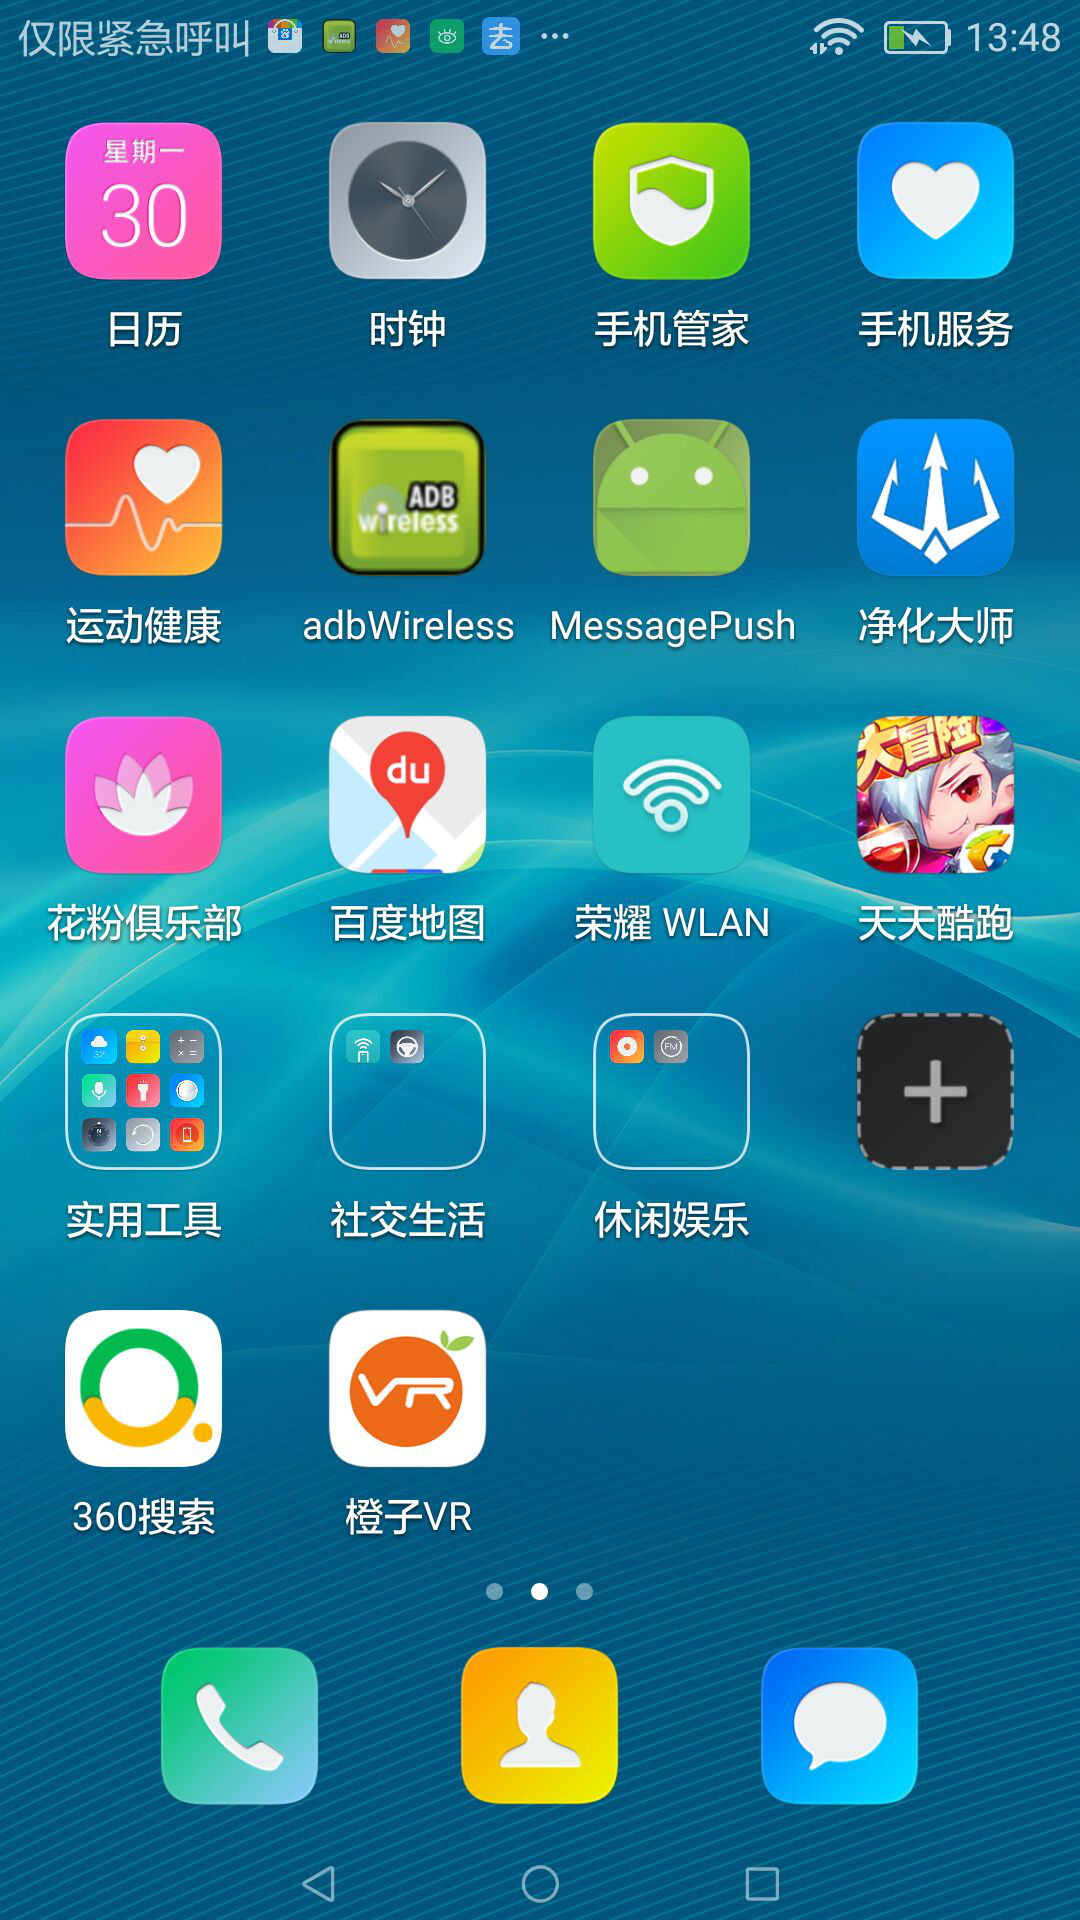 仅限紧急呼叫 去 ... 13:48
星期一
30
日历 时钟 手机管家 手机服务
ADB
wireless
运动健康 adbWireless MessagePush 净化大师
du
大冒险
花粉俱乐部 百度地图 荣耀 WLAN 天天酷跑
FM
实用工具 社交生活 休闲娱乐
VR
360搜索 橙子VR